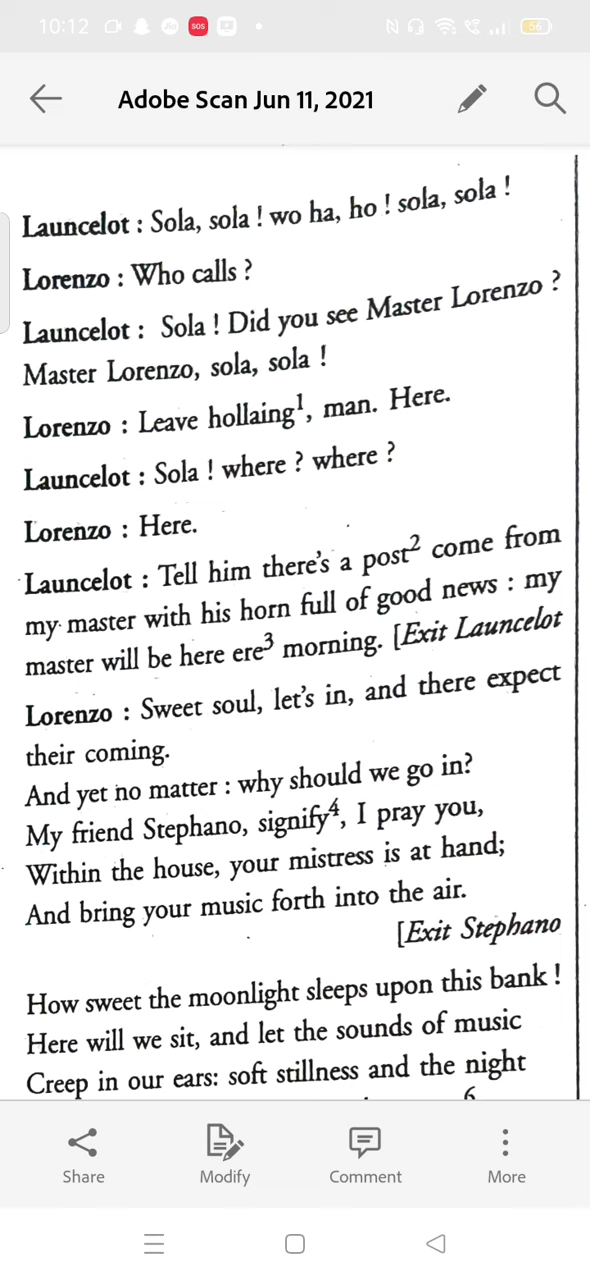 10:12
SOS
56
Adobe Scan Jun 11, 2021
Launcelot : Sola, sola ! wo ha, ho ! sola, sola !
Lorenzo : Who calls ?
Launcelot : Sola ! Did you see Master Lorenzo ?
Master Lorenzo, sola, sola !
Lorenzo : Leave hollaing1, man. Here.
Launcelot : Sola ! where ? where ?
Lorenzo : Here.
Launcelot : Tell him there's a post2 come from
my master with his horn full of good news : my
master will be here ere3 morning. [Exit Launcelot
Lorenzo : Sweet soul, let's in, and there expect
their coming.
And yet no matter : why should we go in?
My friend Stephano, signify4, I pray you,
Within the house, your mistress is at hand;
And bring your music forth into the air.
[Exit Stephano
How sweet the moonlight sleeps upon this bank !
Here will we sit, and let the sounds of music
Creep in our ears: soft stillness and the night
6
Share
Modify
Comment
More